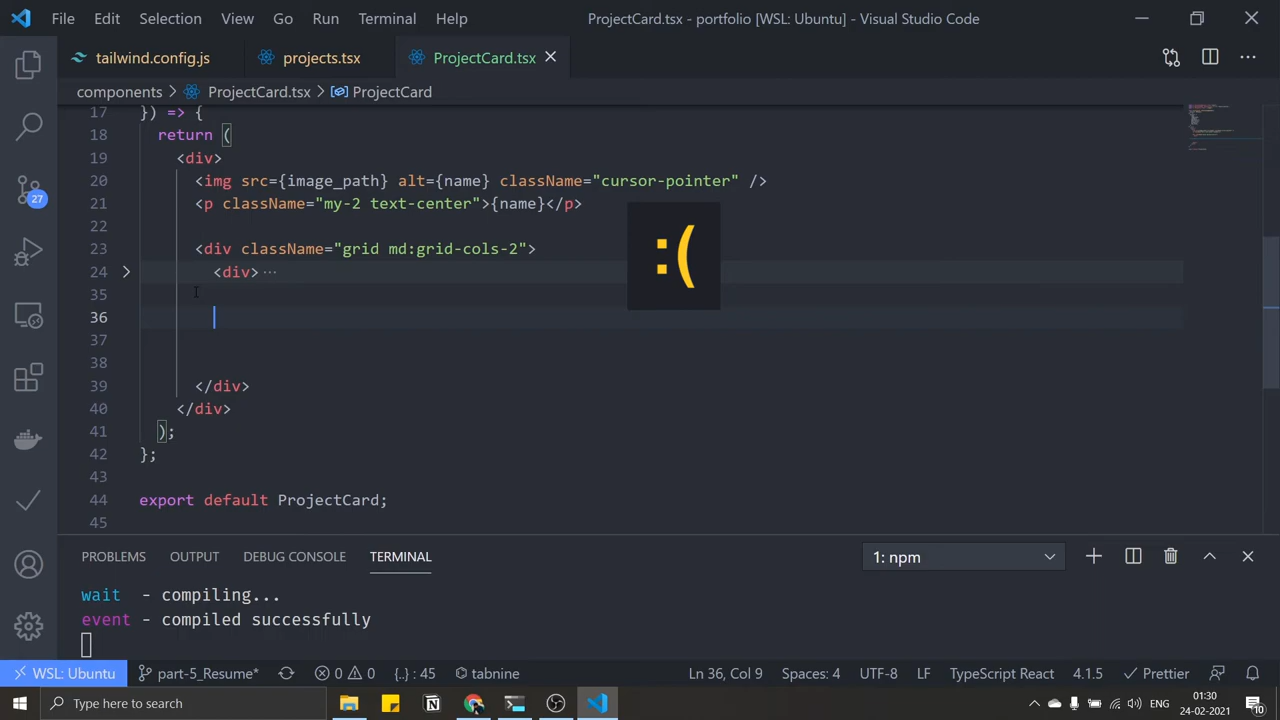 File Edit Selection View Go Run Terminal Help ProjectCard.tsx - portfolio [WSL: Ubuntu] - Visual Studio Code
tailwind.config.js projects.tsx ProjectCard.tsx
components > ProjectCard.tsx > ProjectCard
17 }) => {
18 return (
19 <div>
20 <img src={image_path} alt={name} className="cursor-pointer" />
21 <p className="my-2 text-center">{name}</p>
22
23 <div className="grid md:grid-cols-2">
24 <div> ...
35
36
37
38
39 </div>
40 </div>
41 );
42 };
43
44 export default ProjectCard;
45
:(
27
PROBLEMS OUTPUT DEBUG CONSOLE TERMINAL 1: npm
wait - compiling...
event - compiled successfully
WSL: Ubuntu part-5_Resume* 0 0 {..} : 45 tabnine Ln 36, Col 9 Spaces: 4 UTF-8 LF TypeScript React Prettier
Type here to search 01:30
24-02-2021
10